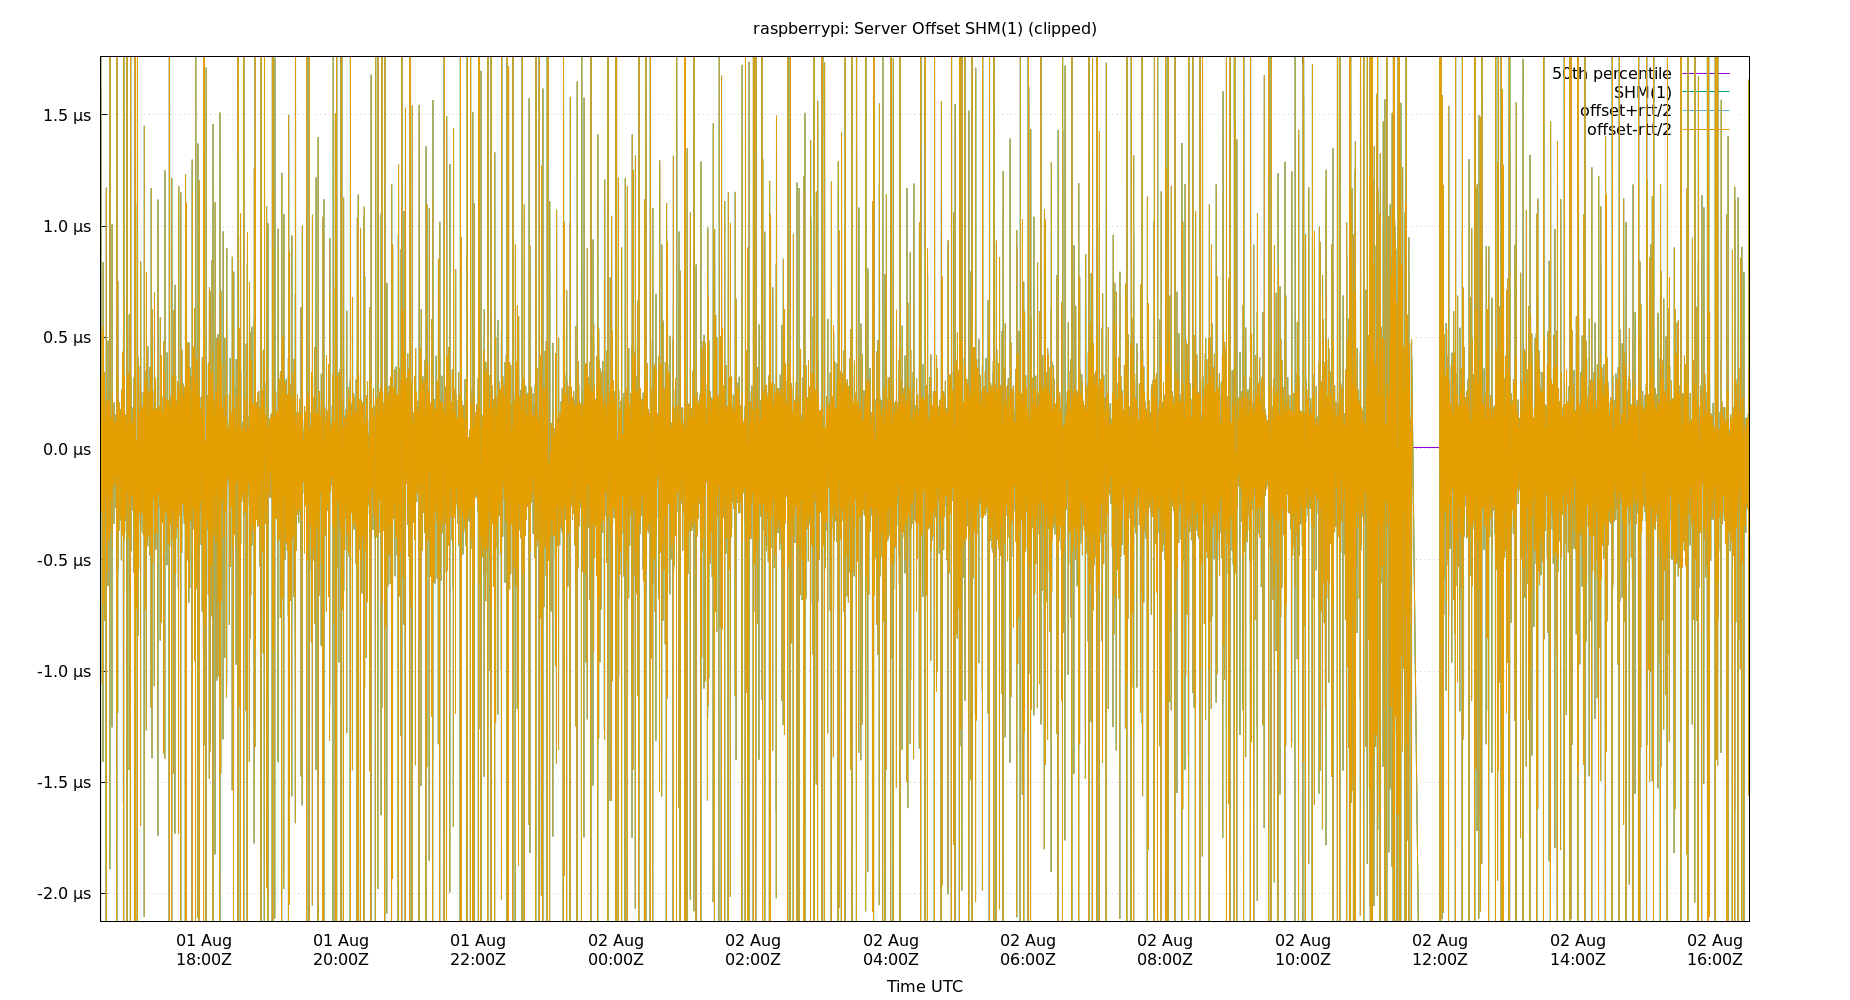 raspberrypi: Server Offset SHM(1) (clipped)
50th percentile
SHM(1)
offset+rtt/2
offset-rtt/2
1.5 µs
1.0 µs
0.5 µs
0.0 µs
-0.5 µs
-1.0 µs
-1.5 µs
-2.0 µs
01 Aug 01 Aug 01 Aug 02 Aug 02 Aug 02 Aug 02 Aug 02 Aug 02 Aug 02 Aug 02 Aug 02 Aug
18:00Z 20:00Z 22:00Z 00:00Z 02:00Z 04:00Z 06:00Z 08:00Z 10:00Z 12:00Z 14:00Z 16:00Z
Time UTC